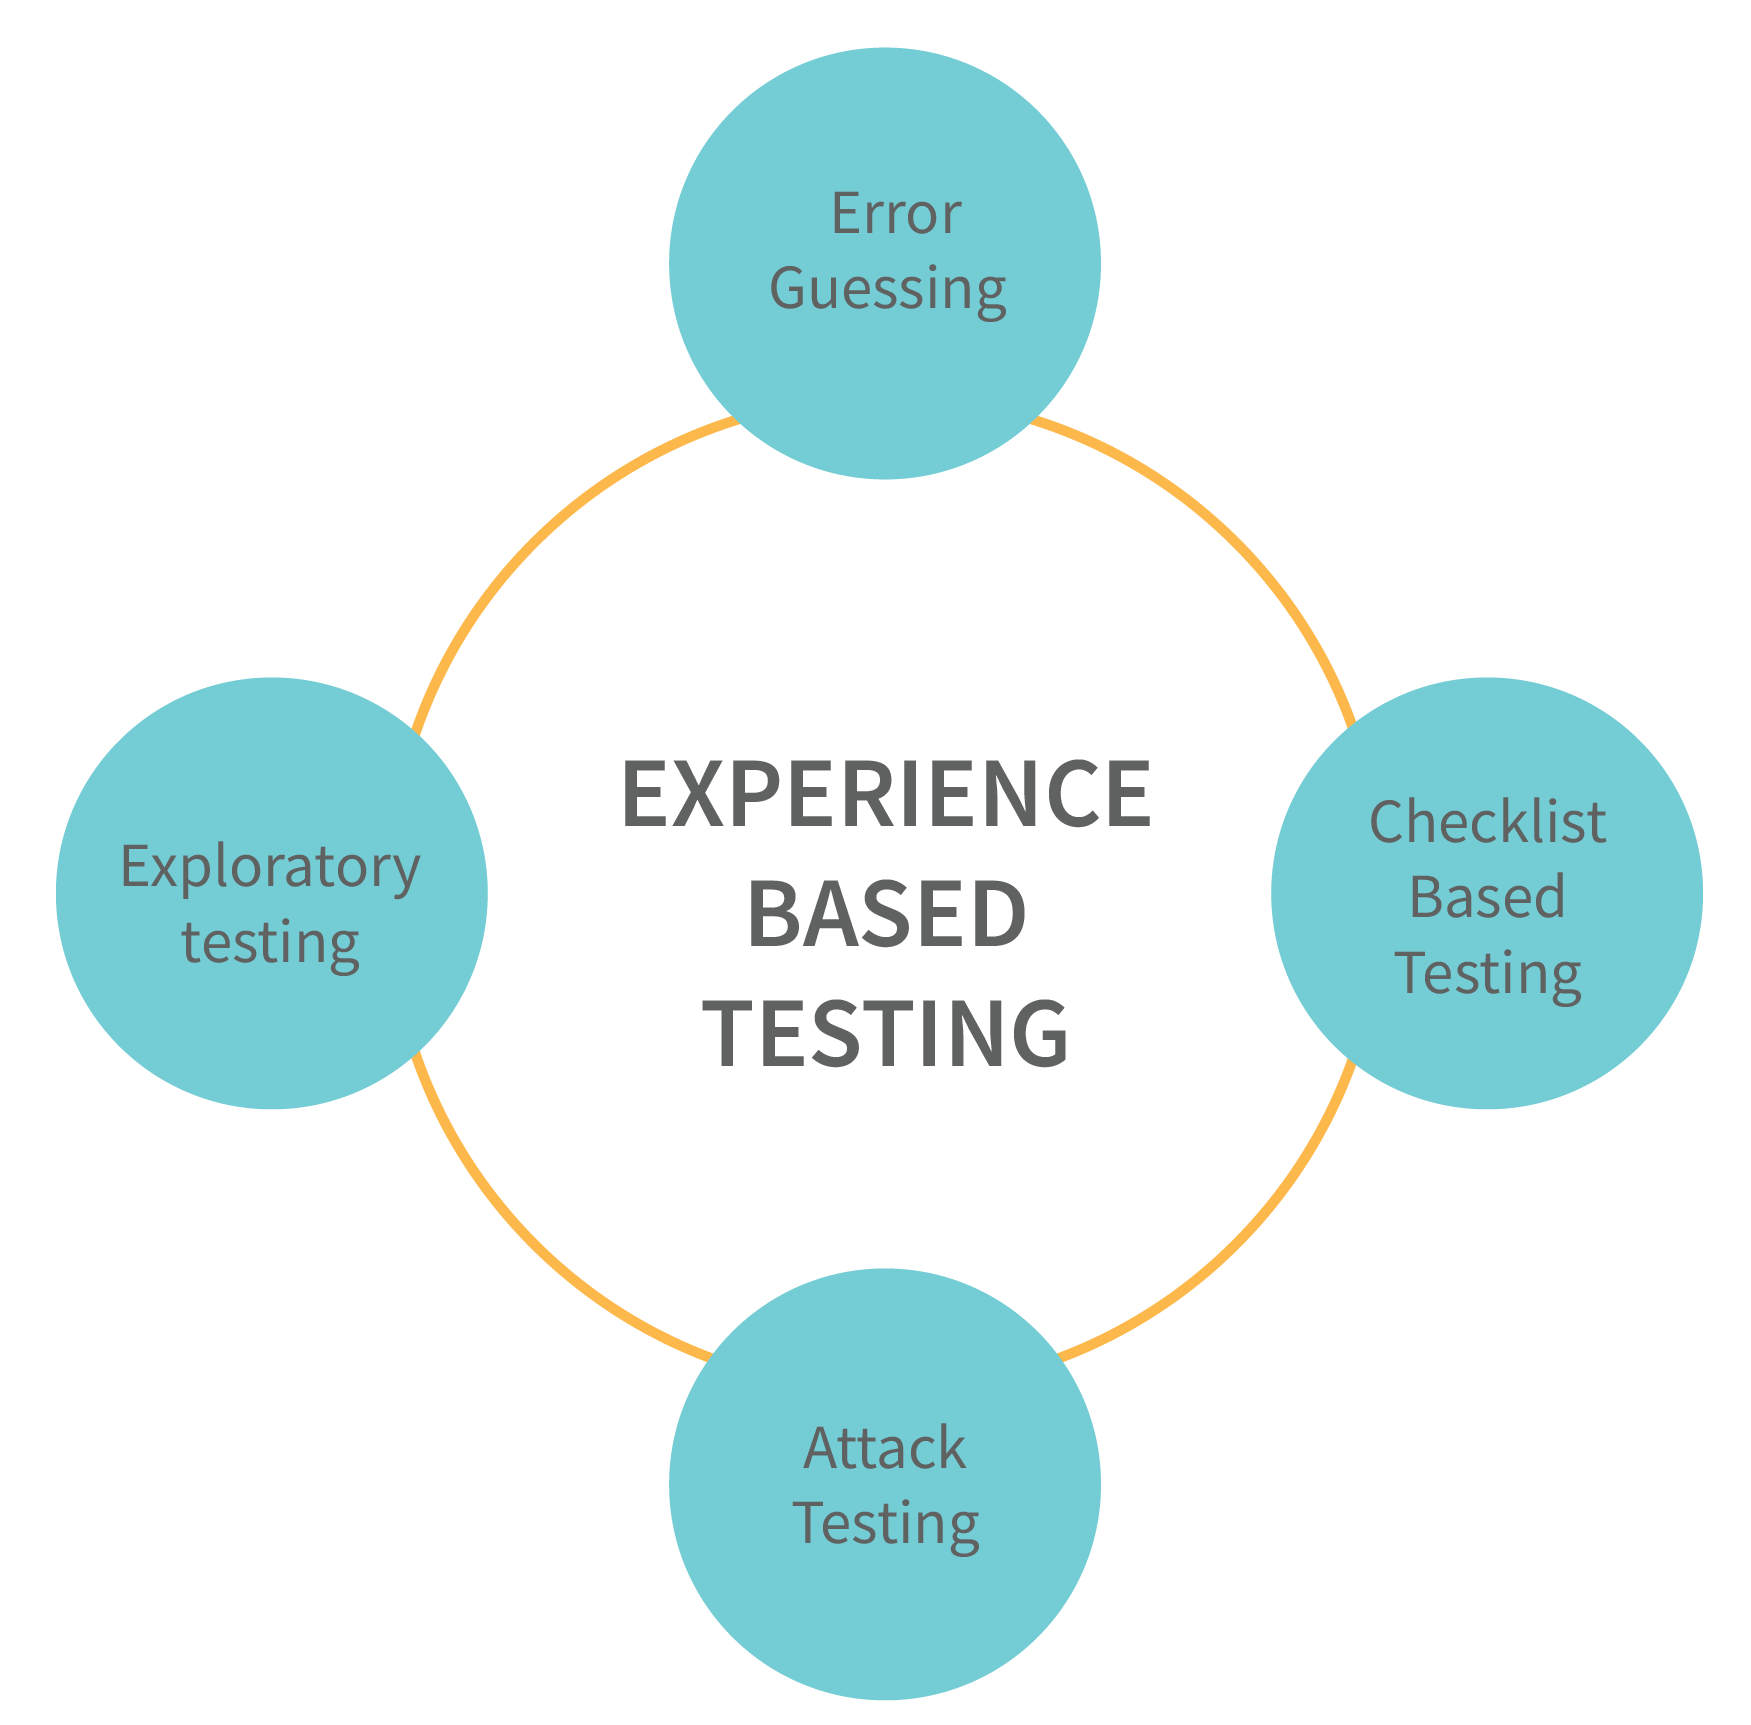 Error
Guessing
Exploratory
testing
EXPERIENCE
BASED
TESTING
Checklist
Based
Testing
Attack
Testing